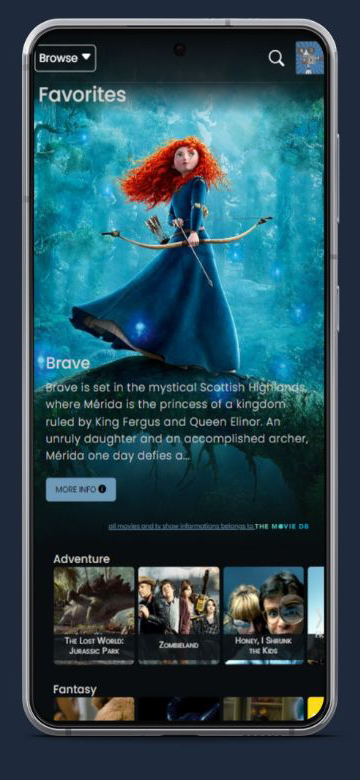 Browse
Favorites
Brave
Brave is set in the mystical Scottish Highlands,
where Mérida is the princess of a kingdom
ruled by King Fergus and Queen Elinor. An
unruly daughter and an accomplished archer,
Mérida one day defies a...
MORE INFO
all movies and tv show informations belongs to THE MOVIE DB
Adventure
The Lost World: Jurassic Park
Zombieland
Honey, I Shrunk the Kids
Fantasy